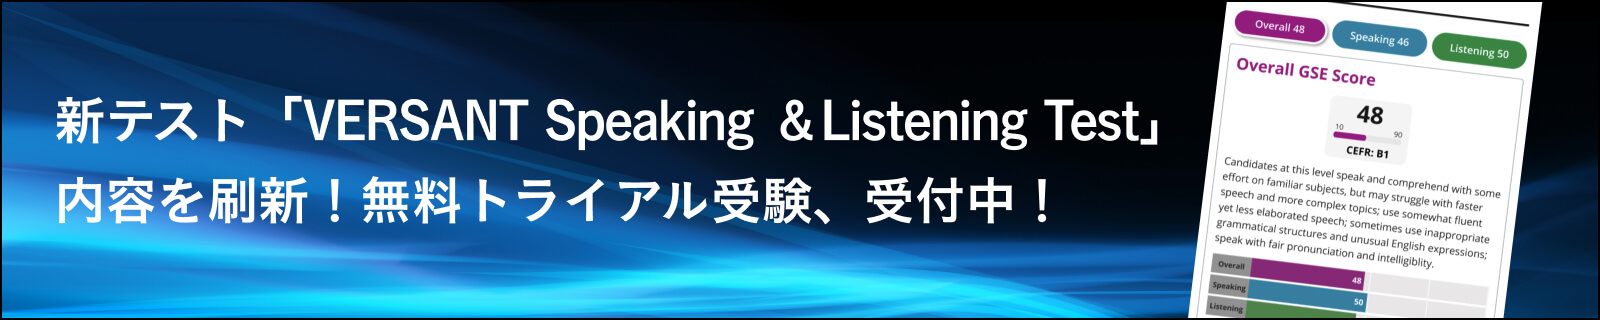 新テスト「VERSANT Speaking ＆Listening Test」
内容を刷新！無料トライアル受験、受付中！
Overall 48
Speaking 46
Listening 50
Overall GSE Score
48
10
90
CEFR: B1
Candidates at this level speak and comprehend with some
effort on familiar subjects, but may struggle with faster
speech and more complex topics; use somewhat fluent
yet less elaborated speech; sometimes use inappropriate
grammatical structures and unusual English expressions;
speak with fair pronunciation and intelligiblity.
Overall 48
Speaking 50
Listening